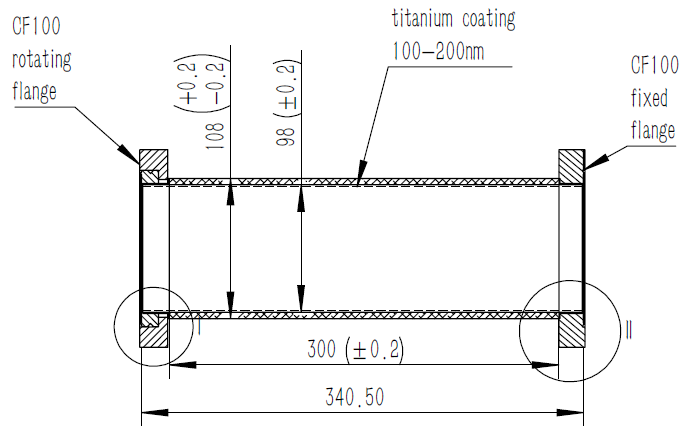 CF100
rotating
flange
titanium coating
100-200nm
CF100
fixed
flange
108 (+0.2 -0.2)
98 (±0.2)
I
II
300 (±0.2)
340.50